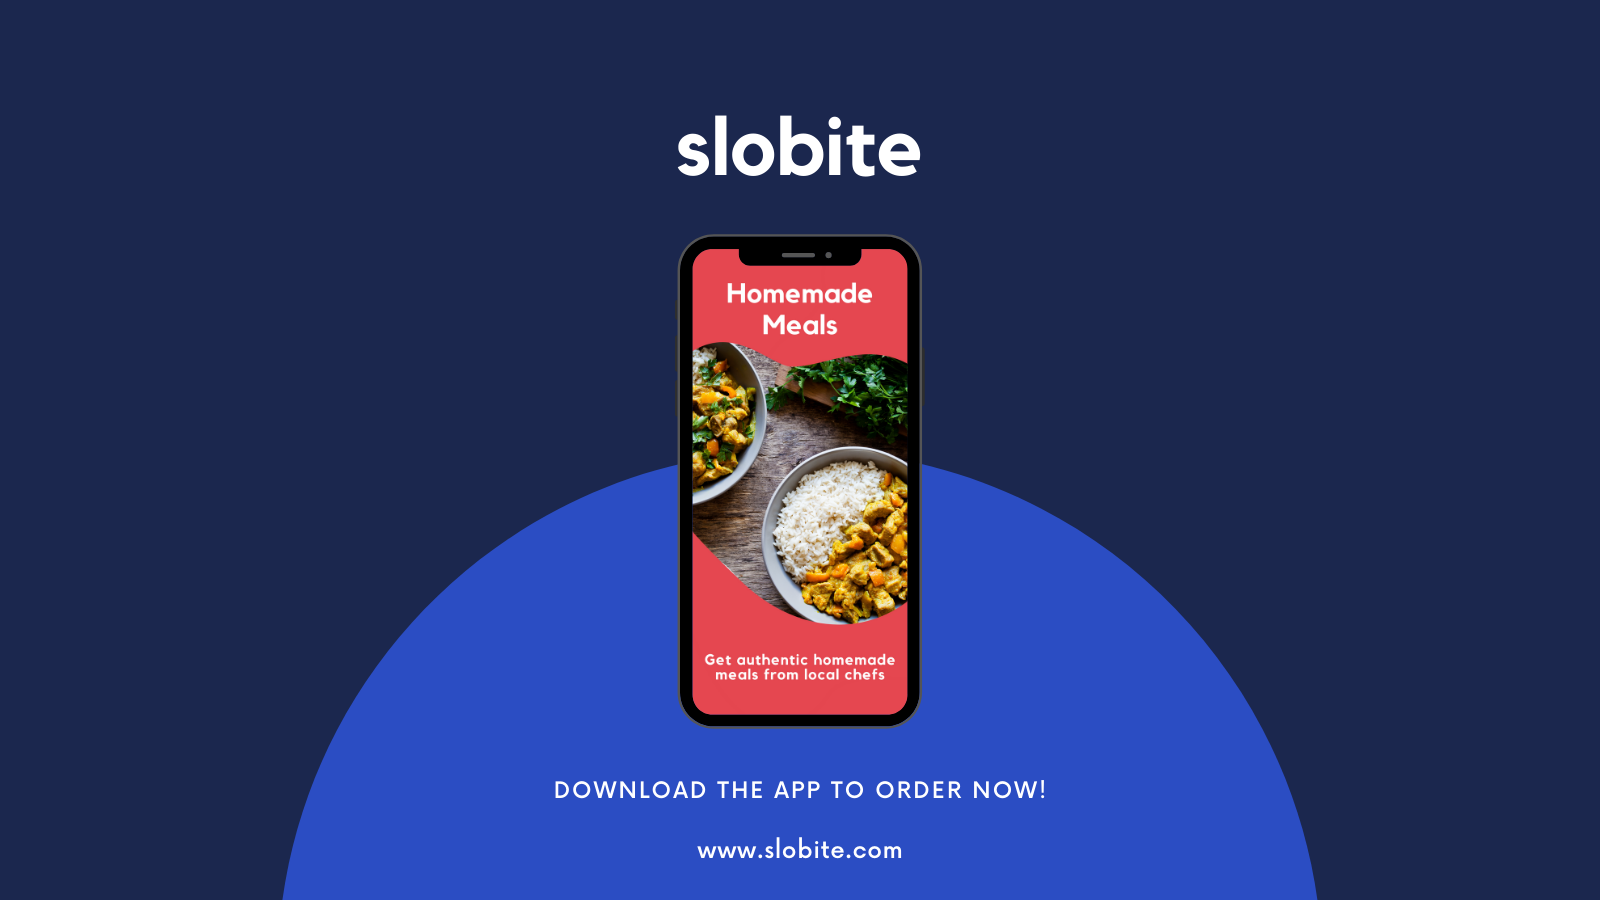 slobite
Homemade
Meals
Get authentic homemade
meals from local chefs
DOWNLOAD THE APP TO ORDER NOW!
www.slobite.com